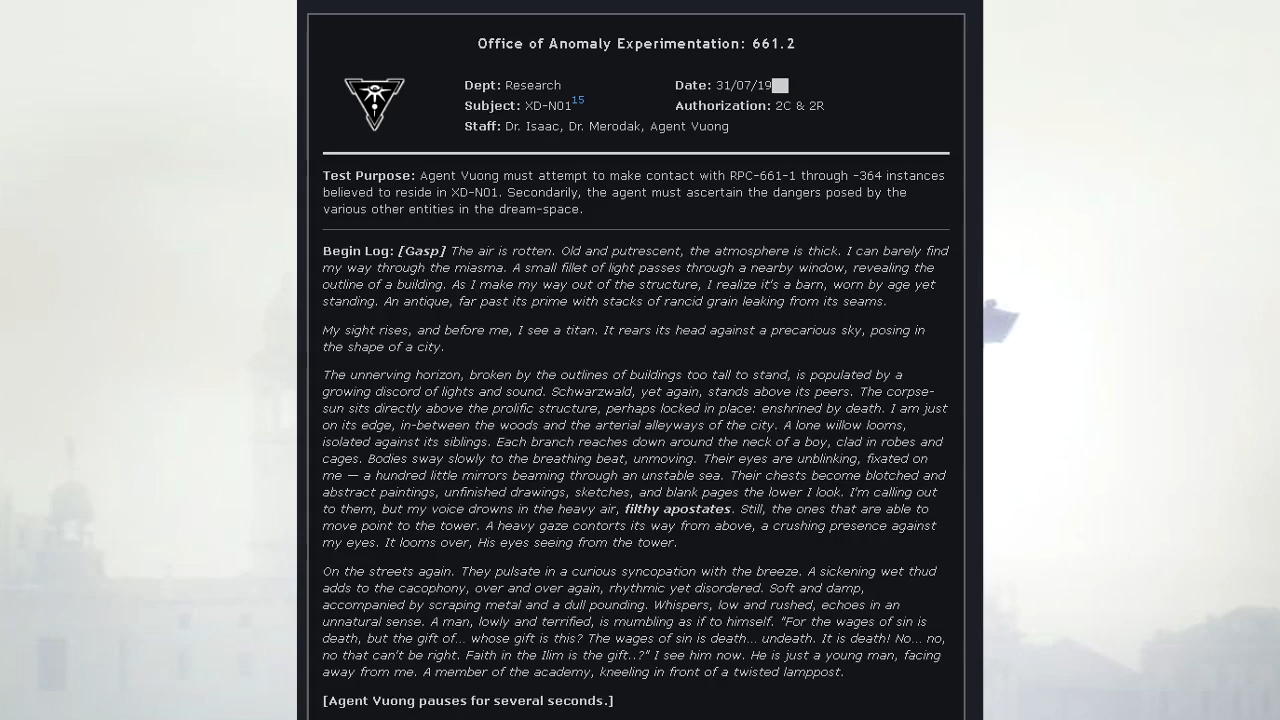 Office of Anomaly Experimentation: 661.2
Dept: Research
Date: 31/07/19
Subject: XD-N01 15
Authorization: 2C & 2R
Staff: Dr. Isaac, Dr. Merodak, Agent Vuong
Test Purpose: Agent Vuong must attempt to make contact with RPC-661-1 through -364 instances
believed to reside in XD-N01. Secondarily, the agent must ascertain the dangers posed by the
various other entities in the dream-space.
Begin Log: [Gasp] The air is rotten. Old and putrescent, the atmosphere is thick. I can barely find
my way through the miasma. A small fillet of light passes through a nearby window, revealing the
outline of a building. As I make my way out of the structure, I realize it's a barn, worn by age yet
standing. An antique, far past its prime with stacks of rancid grain leaking from its seams.
My sight rises, and before me, I see a titan. It rears its head against a precarious sky, posing in
the shape of a city.
The unnerving horizon, broken by the outlines of buildings too tall to stand, is populated by a
growing discord of lights and sound. Schwarzwald, yet again, stands above its peers. The corpse-
sun sits directly above the prolific structure, perhaps locked in place: enshrined by death. I am just
on its edge, in-between the woods and the arterial alleyways of the city. A lone willow looms,
isolated against its siblings. Each branch reaches down around the neck of a boy, clad in robes and
cages. Bodies sway slowly to the breathing beat, unmoving. Their eyes are unblinking, fixated on
me — a hundred little mirrors beaming through an unstable sea. Their chests become blotched and
abstract paintings, unfinished drawings, sketches, and blank pages the lower I look. I'm calling out
to them, but my voice drowns in the heavy air, filthy apostates. Still, the ones that are able to
move point to the tower. A heavy gaze contorts its way from above, a crushing presence against
my eyes. It looms over, His eyes seeing from the tower.
On the streets again. They pulsate in a curious syncopation with the breeze. A sickening wet thud
adds to the cacophony, over and over again, rhythmic yet disordered. Soft and damp,
accompanied by scraping metal and a dull pounding. Whispers, low and rushed, echoes in an
unnatural sense. A man, lowly and terrified, is mumbling as if to himself. "For the wages of sin is
death, but the gift of... whose gift is this? The wages of sin is death... undeath. It is death! No... no,
no that can't be right. Faith in the Ilim is the gift..?" I see him now. He is just a young man, facing
away from me. A member of the academy, kneeling in front of a twisted lamppost.
[Agent Vuong pauses for several seconds.]